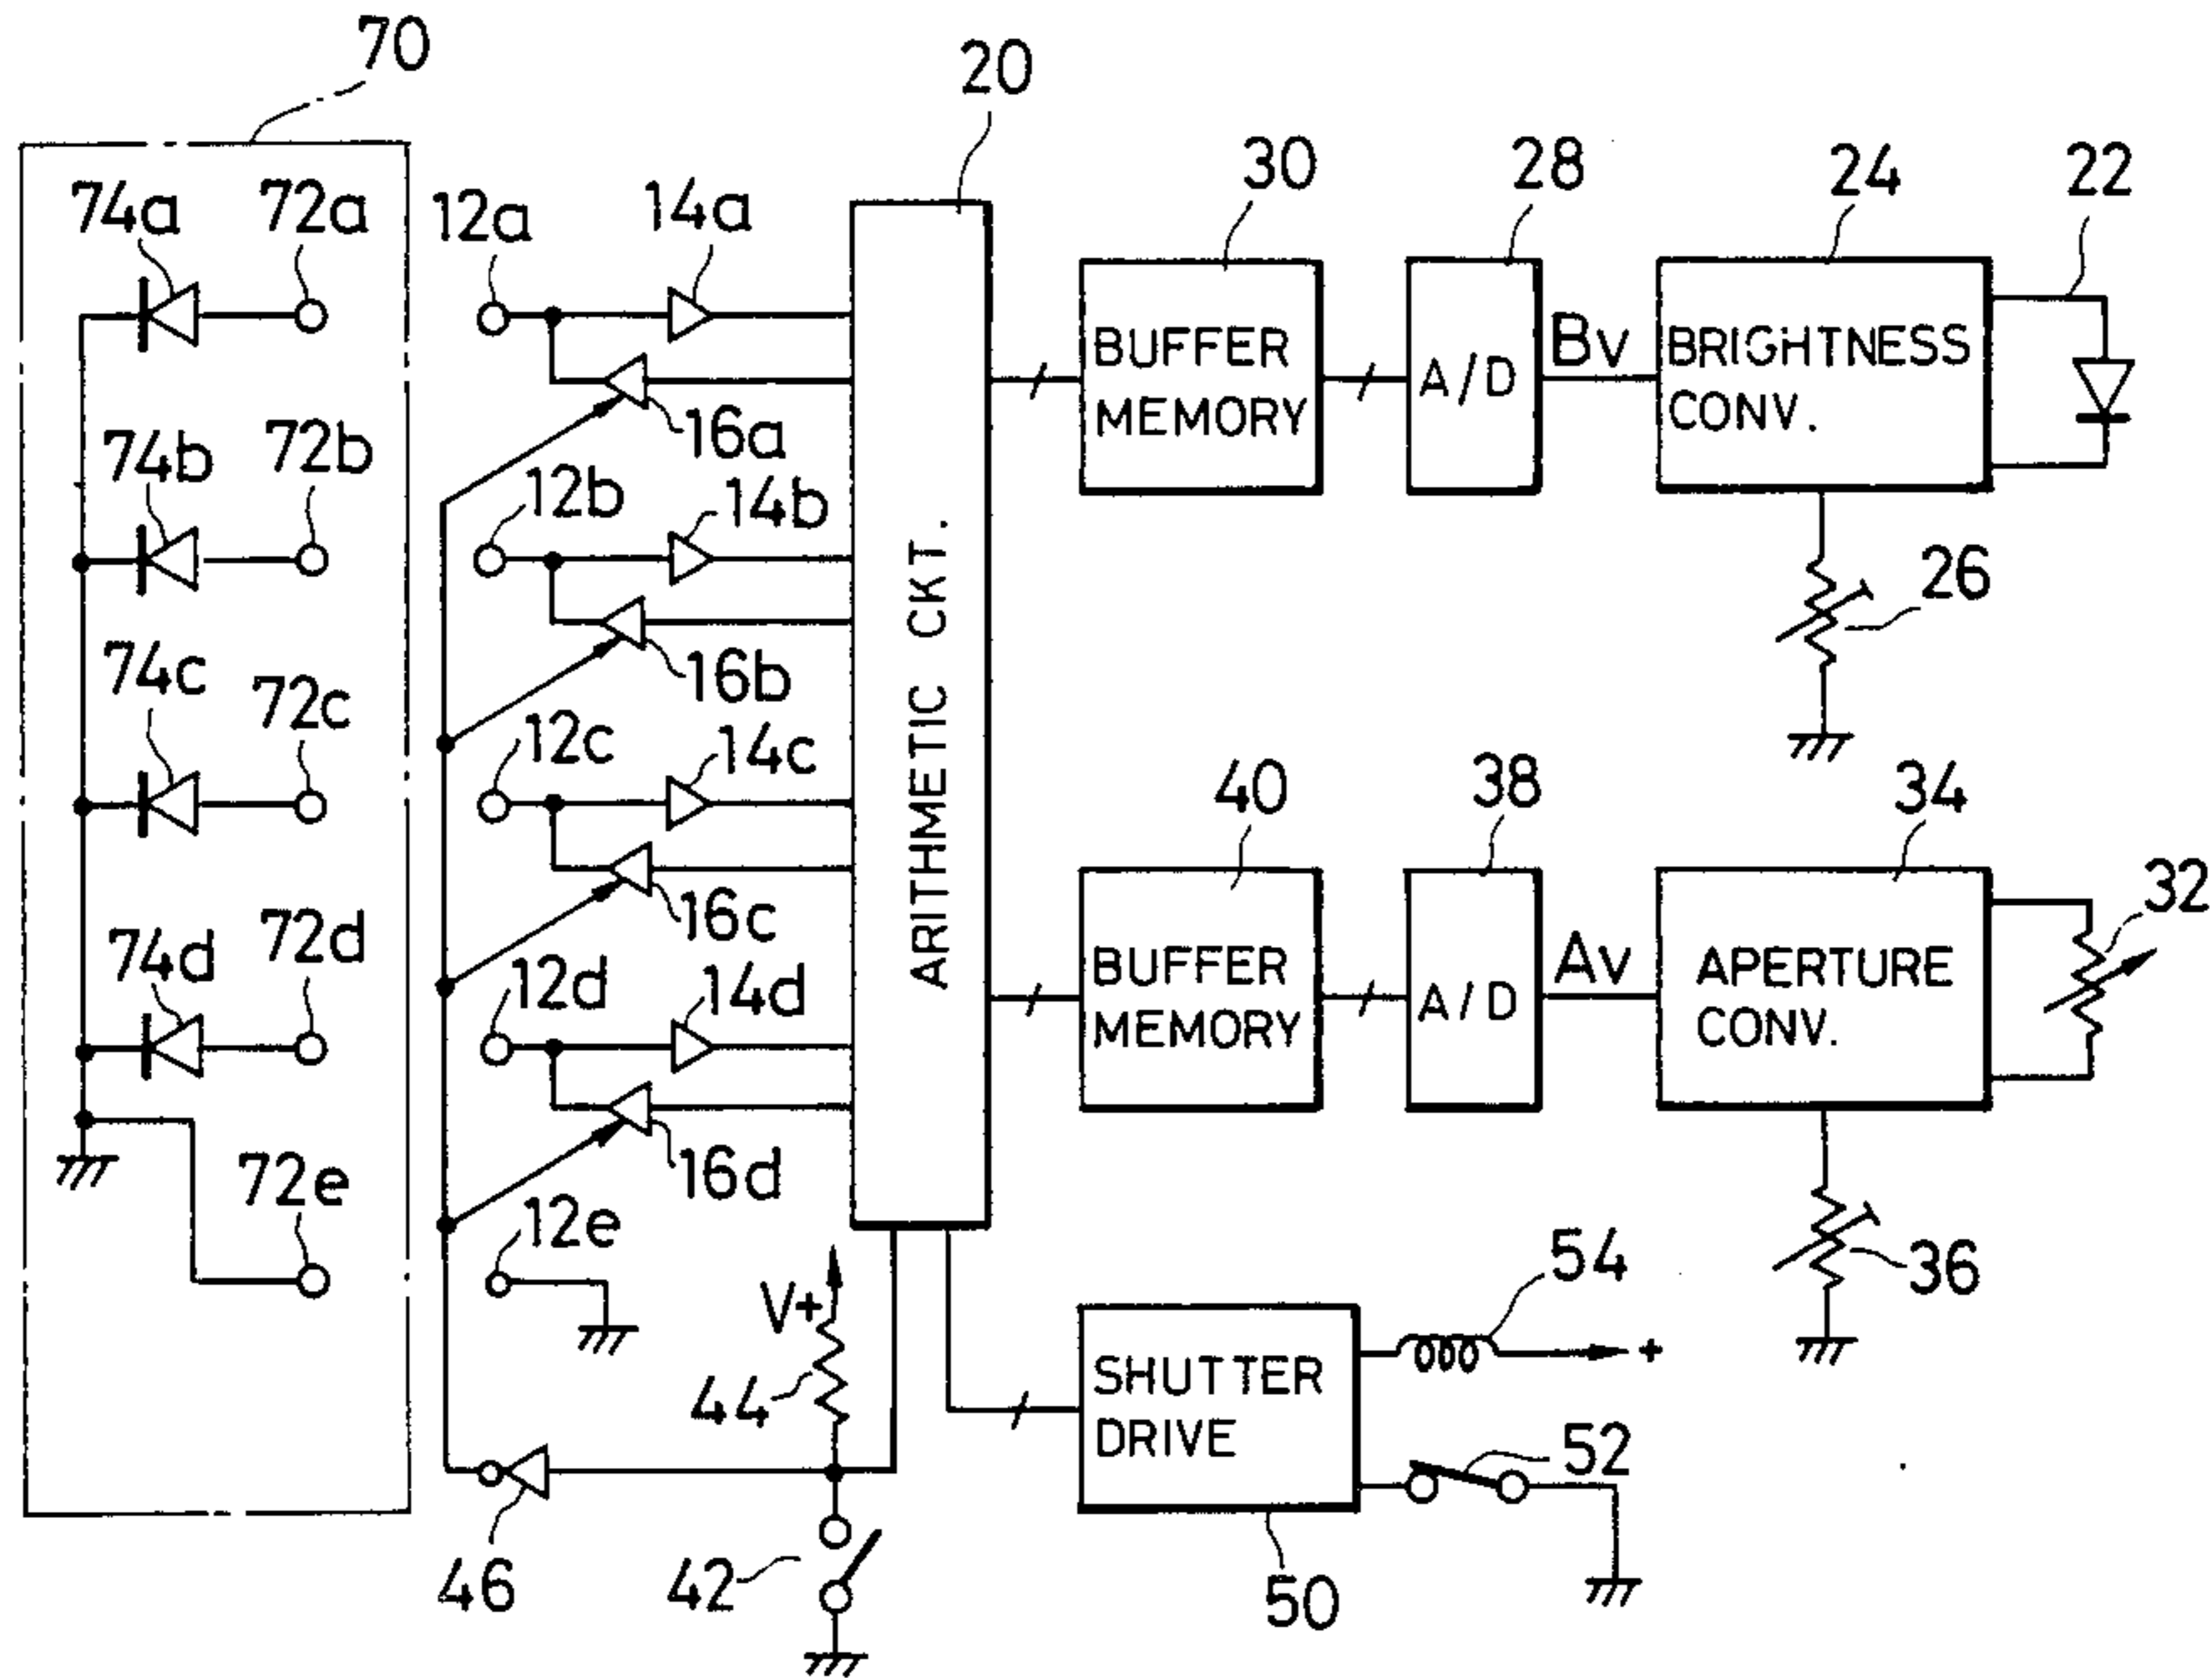 70
20
74a
72a
12a
14a
30
28
24
22
BUFFER
MEMORY
A/D
Bv
BRIGHTNESS
CONV.
16a
74b
72b
12b
14b
26
16b
74c
72c
12c
14c
ARITHMETIC CKT.
40
38
34
32
16c
74d
72d
12d
14d
BUFFER
MEMORY
A/D
Av
APERTURE
CONV.
16d
72e
12e
36
V+
54
44
SHUTTER
DRIVE
+
52
46
42
50